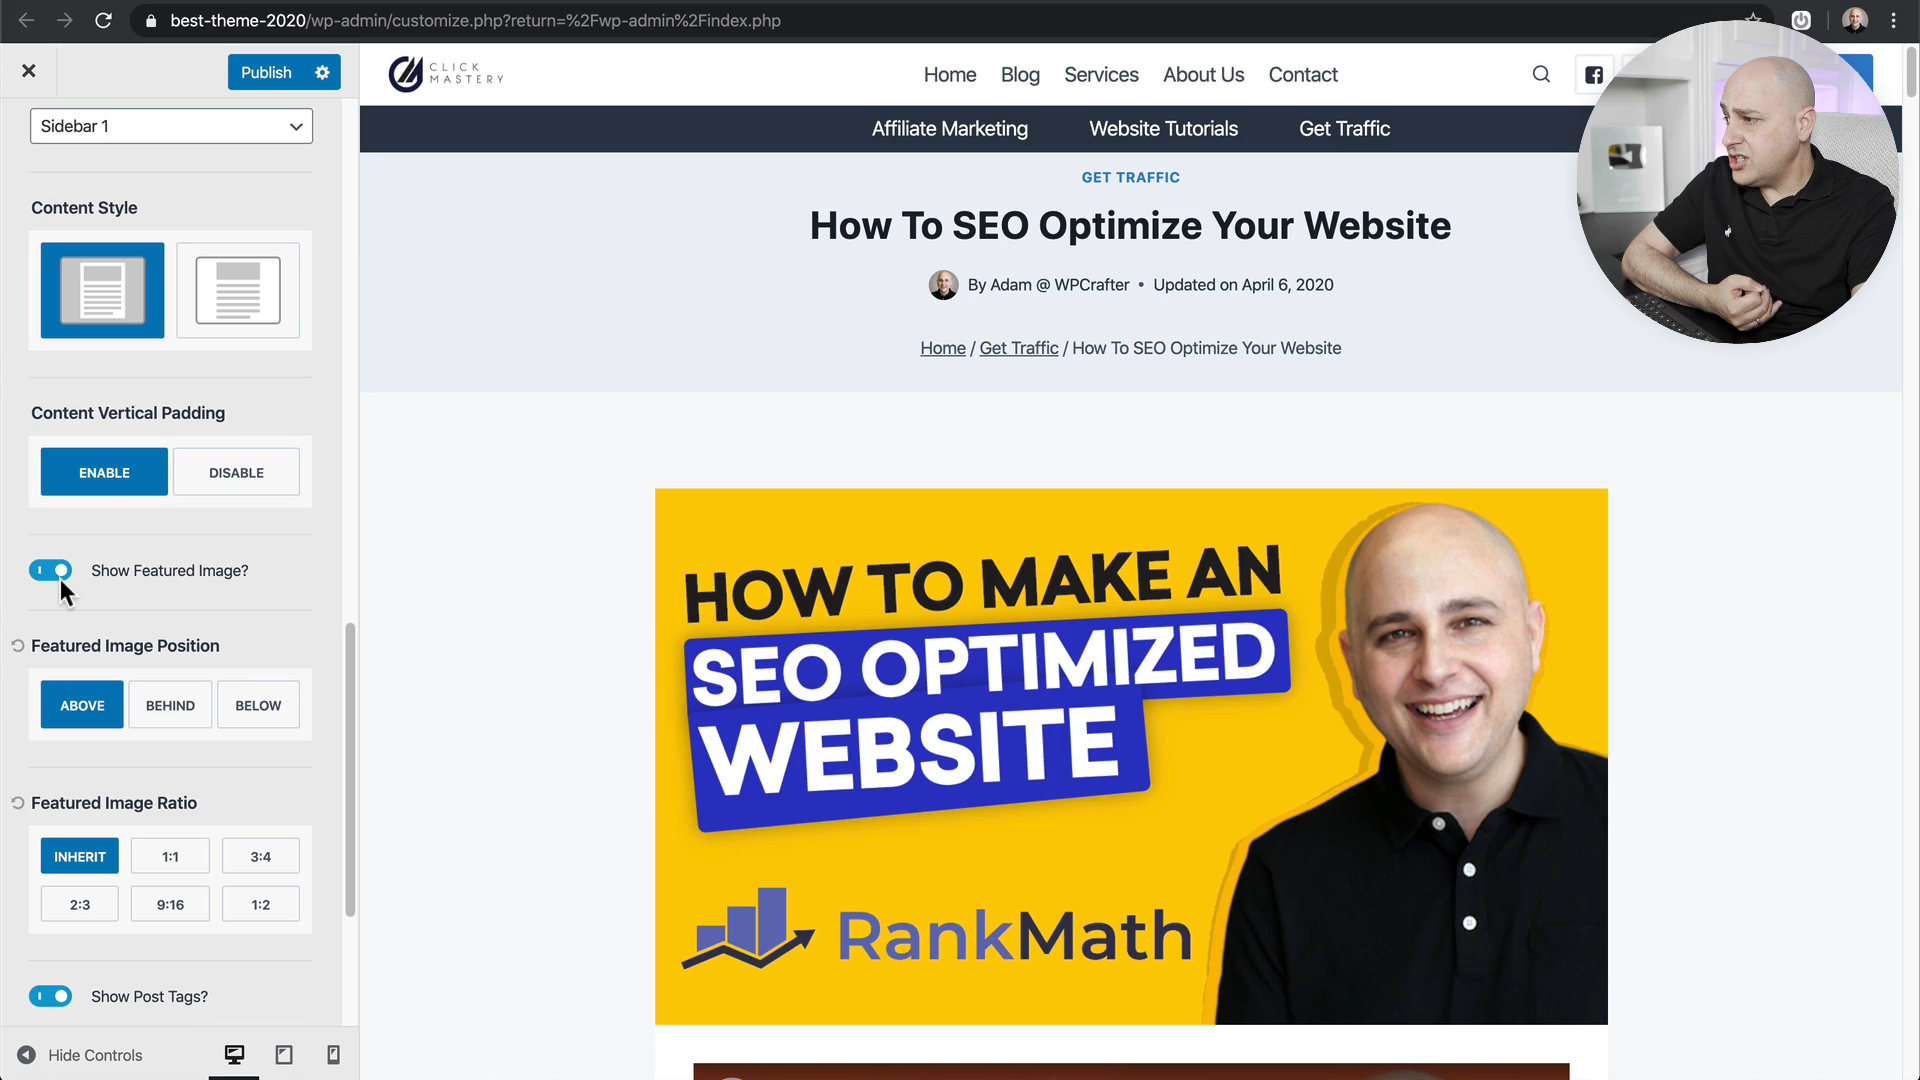 best-theme-2020/wp-admin/customize.php?return=%2Fwp-admin%2Findex.php
Publish
CLICK
MASTERY
Home
Blog
Services
About Us
Contact
Affiliate Marketing
Website Tutorials
Get Traffic
Sidebar 1
Content Style
Content Vertical Padding
ENABLE
DISABLE
Show Featured Image?
Featured Image Position
ABOVE
BEHIND
BELOW
Featured Image Ratio
INHERIT
1:1
3:4
2:3
9:16
1:2
Show Post Tags?
Hide Controls
GET TRAFFIC
How To SEO Optimize Your Website
By Adam @ WPCrafter • Updated on April 6, 2020
Home / Get Traffic / How To SEO Optimize Your Website
HOW TO MAKE AN
SEO OPTIMIZED
WEBSITE
RankMath